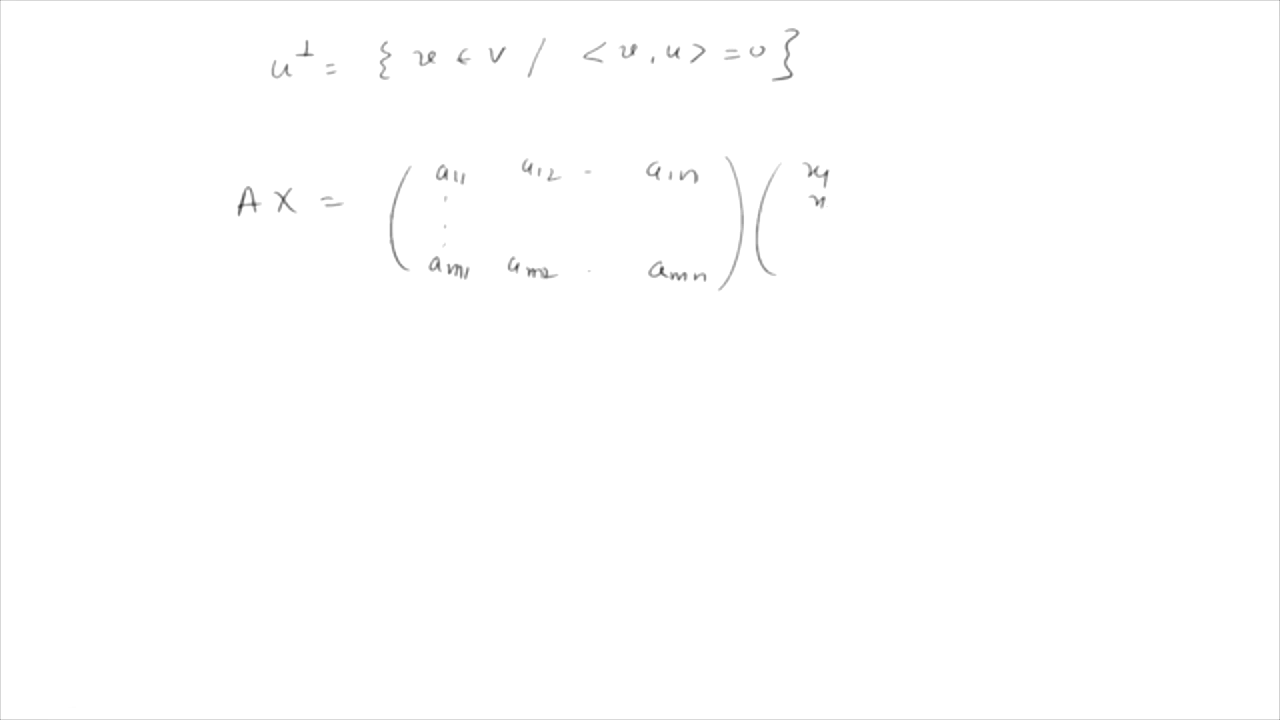 u⊥ = { v ∈ V / < v, u > = 0 }
AX = ( a11 a12 . a1n ) ( x1
. x
.
.
am1 am2 . amn